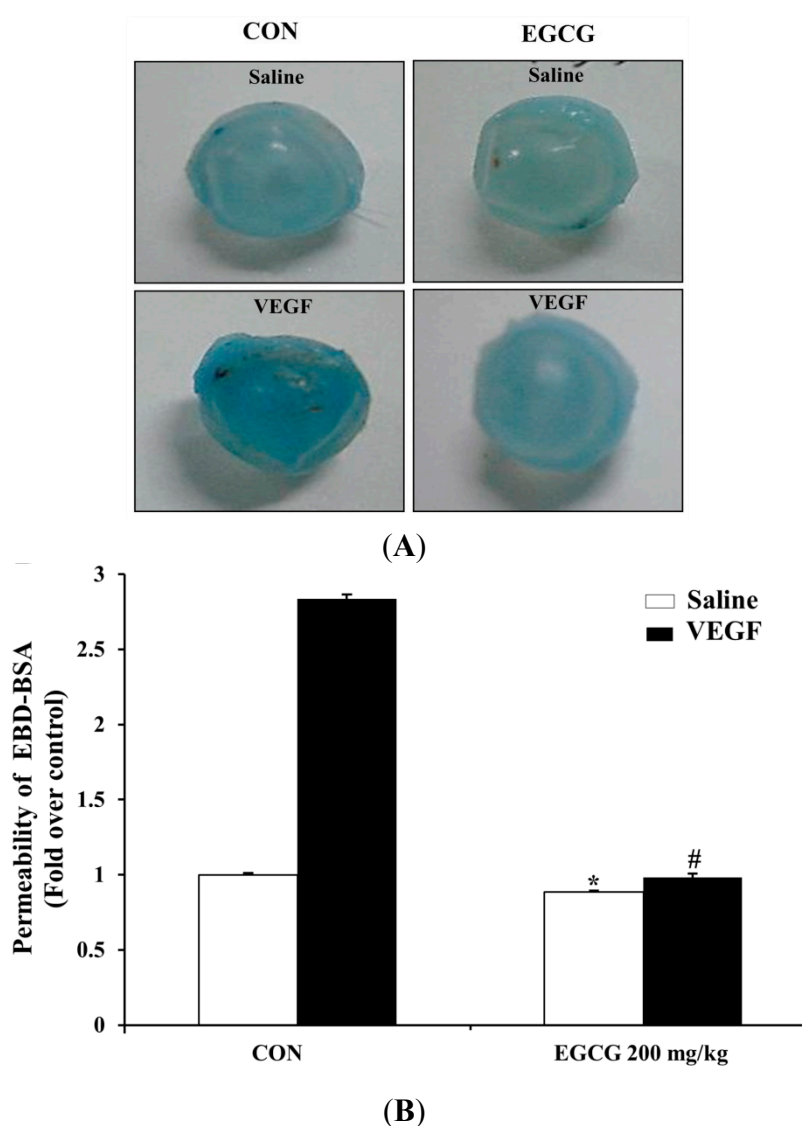 CON EGCG
Saline Saline
VEGF VEGF
(A)
Permeability of EBD-BSA
(Fold over control)
3
2.5
2
1.5
1
0.5
0
Saline
VEGF
*
#
CON EGCG 200 mg/kg
(B)